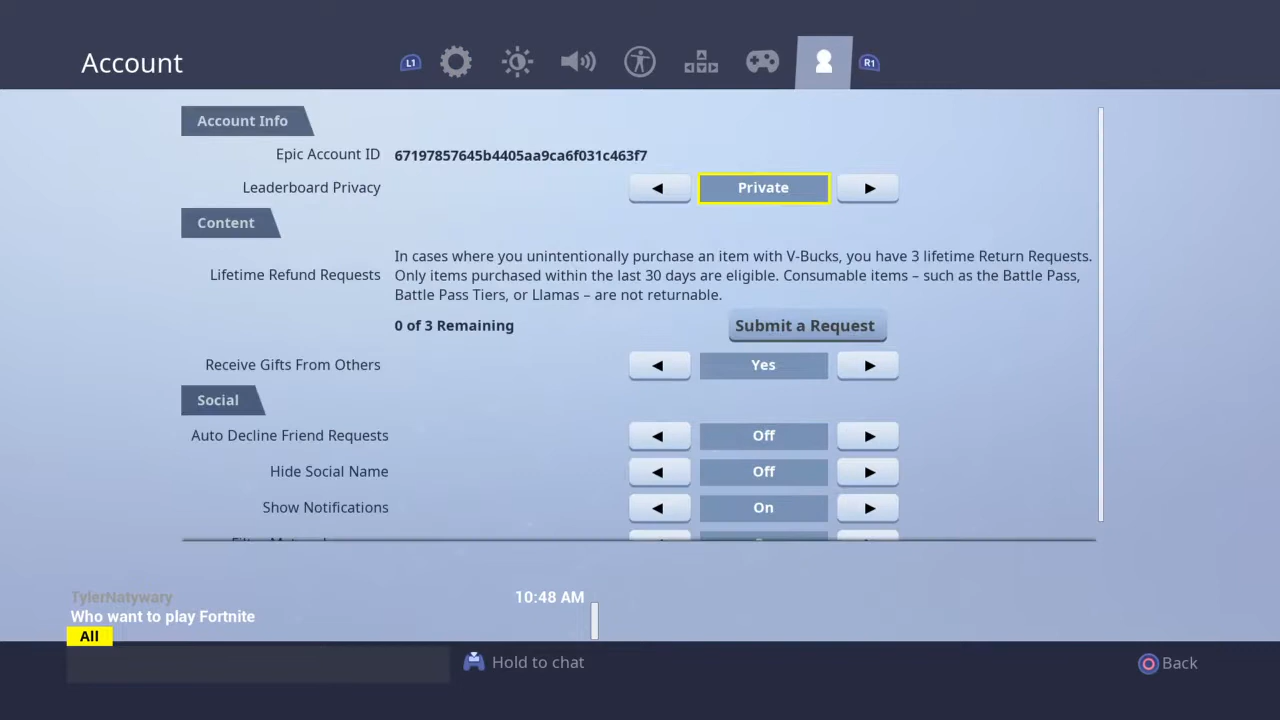 Account
L1
R1
Account Info
Epic Account ID 67197857645b4405aa9ca6f031c463f7
Leaderboard Privacy Private
Content
Lifetime Refund Requests
In cases where you unintentionally purchase an item with V-Bucks, you have 3 lifetime Return Requests.
Only items purchased within the last 30 days are eligible. Consumable items – such as the Battle Pass,
Battle Pass Tiers, or Llamas – are not returnable.
0 of 3 Remaining Submit a Request
Receive Gifts From Others Yes
Social
Auto Decline Friend Requests Off
Hide Social Name Off
Show Notifications On
TylerNatywary 10:48 AM
Who want to play Fortnite
All
Hold to chat
Back